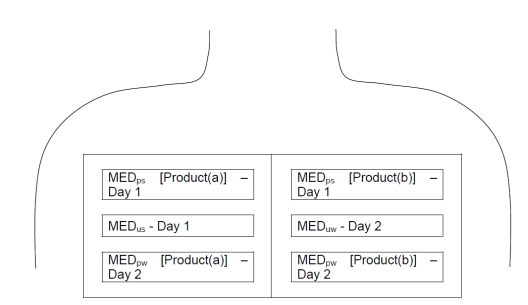 MEDps [Product(a)] –
Day 1
MEDus - Day 1
MEDpw [Product(a)] –
Day 2
MEDps [Product(b)] –
Day 1
MEDuw - Day 2
MEDpw [Product(b)] –
Day 2